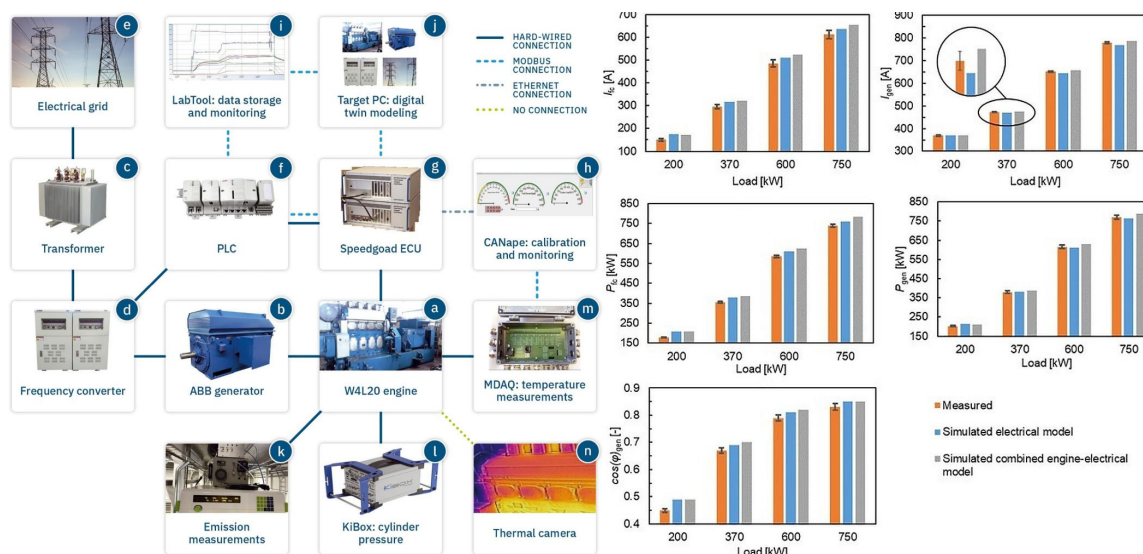 e
Electrical grid
i
LabTool: data storage
and monitoring
j
Target PC: digital
twin modeling
HARD-WIRED
CONNECTION
MODBUS
CONNECTION
ETHERNET
CONNECTION
NO CONNECTION
c
Transformer
f
PLC
g
Speedgoad ECU
h
CANape: calibration
and monitoring
d
Frequency converter
b
ABB generator
a
W4L20 engine
m
MDAQ: temperature
measurements
k
Emission
measurements
l
KiBox: cylinder
pressure
n
Thermal camera
I fc [A]
700
600
500
400
300
200
100
200 370 600 750
Load [kW]
I gen [A]
900
800
700
600
500
400
300
200 370 600 750
Load [kW]
P fc [kW]
850
750
650
550
450
350
250
150
200 370 600 750
Load [kW]
P gen [kW]
850
750
650
550
450
350
250
150
200 370 600 750
Load [kW]
cos(φ)gen [-]
0.9
0.8
0.7
0.6
0.5
0.4
200 370 600 750
Load [kW]
Measured
Simulated electrical model
Simulated combined engine-electrical
model